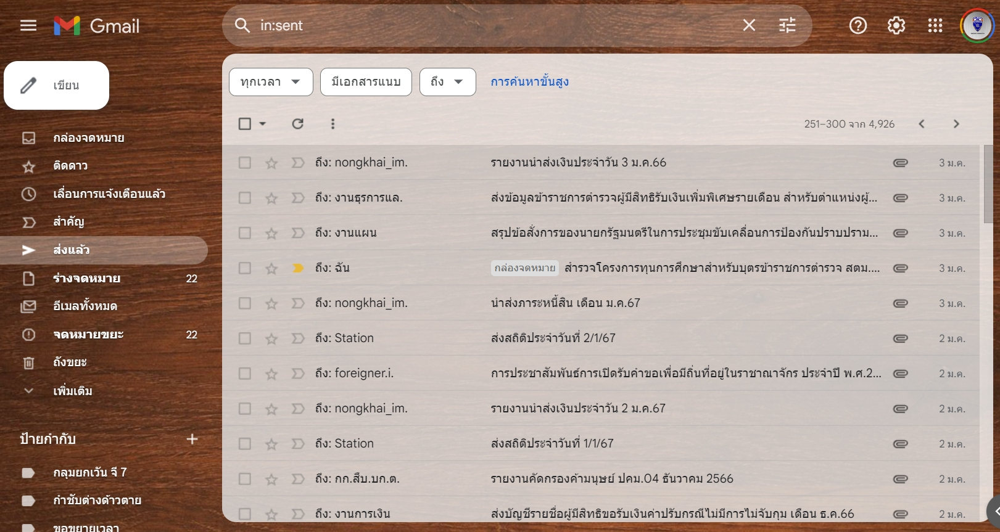 Gmail
in:sent
เขียน
กล่องจดหมาย
ติดดาว
เลื่อนการแจ้งเตือนแล้ว
สำคัญ
ส่งแล้ว
ร่างจดหมาย 22
อีเมลทั้งหมด
จดหมายขยะ 22
ถังขยะ
เพิ่มเติม
ป้ายกำกับ
กลุมยกเว้น จี 7
กำชับต่างด้าวตาย
ขอขยายเวลา
ทุกเวลา มีเอกสารแนบ ถึง การค้นหาขั้นสูง
251–300 จาก 4,926
ถึง: nongkhai_im. รายงานนำส่งเงินประจำวัน 3 ม.ค.66 3 ม.ค.
ถึง: งานธุรการแล. ส่งข้อมูลข้าราชการตำรวจผู้มีสิทธิรับเงินเพิ่มพิเศษรายเดือน สำหรับตำแหน่งผู้... 3 ม.ค.
ถึง: งานแผน สรุปข้อสั่งการของนายกรัฐมนตรีในการประชุมขับเคลื่อนการป้องกันปราบปราม... 3 ม.ค.
ถึง: ฉัน กล่องจดหมาย สำรวจโครงการทุนการศึกษาสำหรับบุตรข้าราชการตำรวจ สตม.... 3 ม.ค.
ถึง: nongkhai_im. นำส่งภาระหนี้สิน เดือน ม.ค.67 3 ม.ค.
ถึง: Station ส่งสถิติประจำวันที่ 2/1/67 2 ม.ค.
ถึง: foreigner.i. การประชาสัมพันธ์การเปิดรับคำขอเพื่อมีถิ่นที่อยู่ในราชาณาจักร ประจำปี พ.ศ.2... 2 ม.ค.
ถึง: nongkhai_im. รายงานนำส่งเงินประจำวัน 2 ม.ค.67 2 ม.ค.
ถึง: Station ส่งสถิติประจำวันที่ 1/1/67 2 ม.ค.
ถึง: กก.สืบ.บก.ต. รายงานคัดกรองค้ามนุษย์ ปคม.04 ธันวาคม 2566 2 ม.ค.
ถึง: งานการเงิน ส่งบัญชีรายชื่อผู้มีสิทธิขอรับเงินค่าปรับกรณีไม่มีการไม่จับกุม เดือน ธ.ค.66 2 ม.ค.